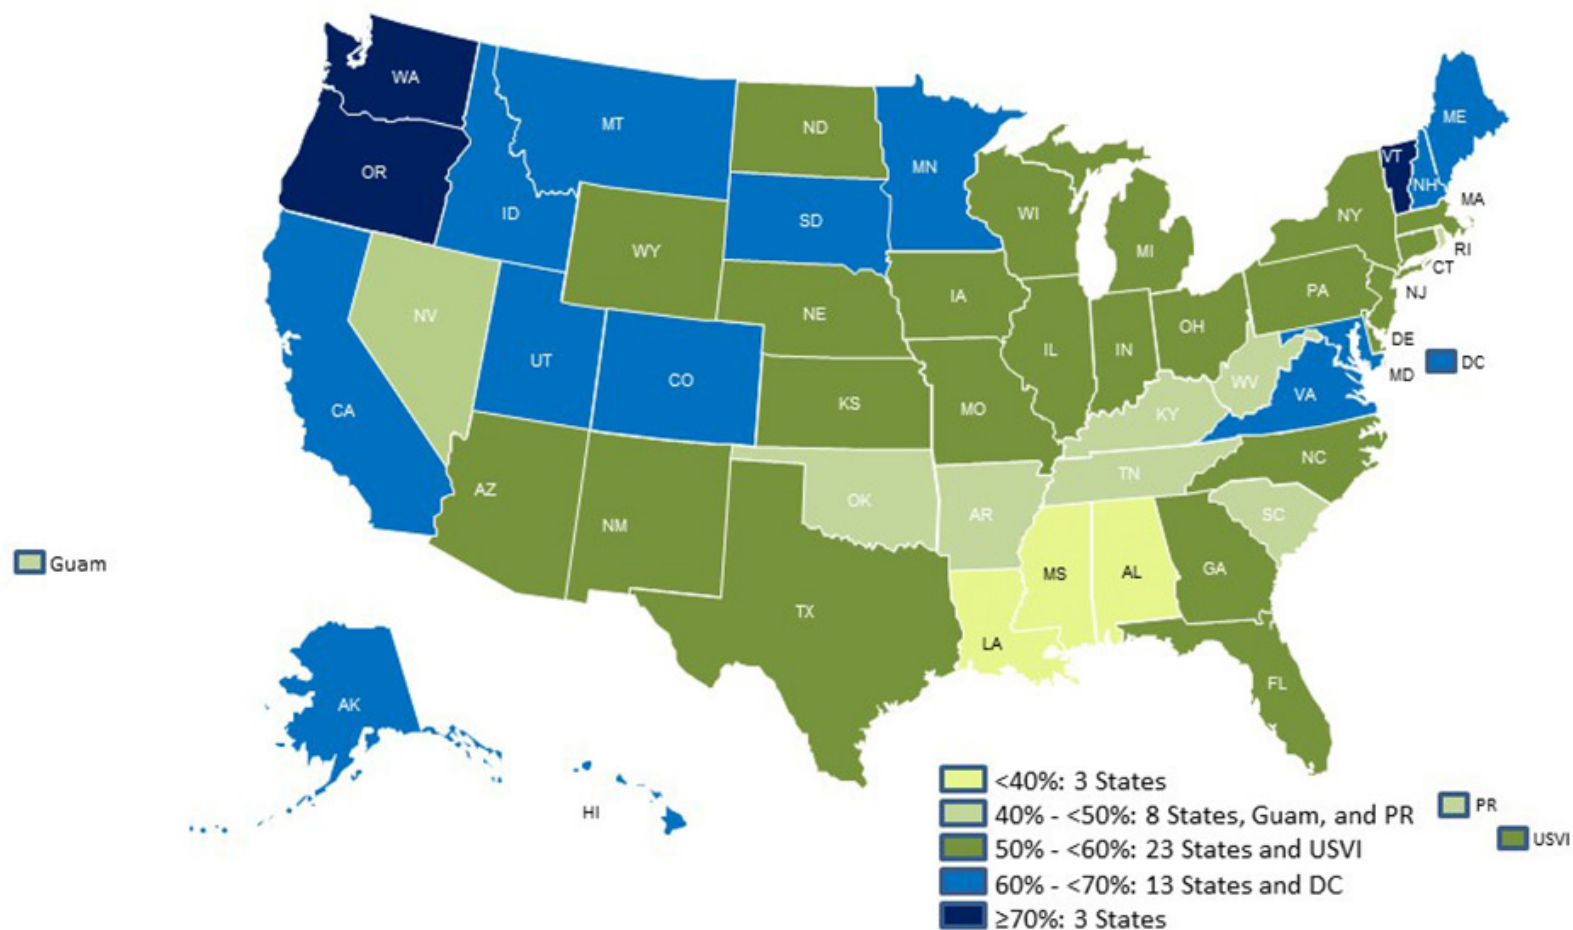 WA
MT
ND
MN
ME
VT
NH
OR
ID
SD
WI
NY
MA
WY
MI
RI
CT
IA
PA
NJ
NV
NE
OH
DE
UT
CO
IL
IN
MD
DC
CA
KS
MO
WV
VA
KY
AZ
NM
OK
AR
TN
NC
SC
Guam
TX
MS
AL
GA
LA
FL
AK
HI
<40%: 3 States
40% - <50%: 8 States, Guam, and PR
50% - <60%: 23 States and USVI
60% - <70%: 13 States and DC
≥70%: 3 States
PR
USVI